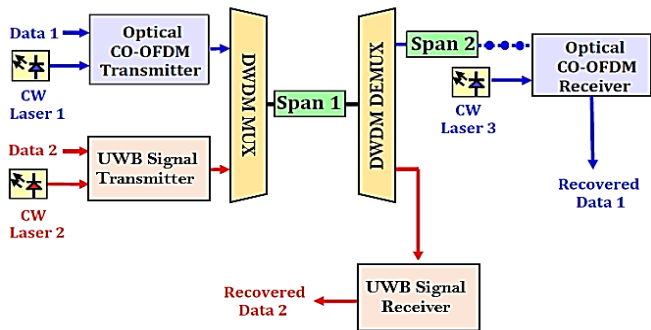 Data 1
CW
Laser 1
Optical
CO-OFDM
Transmitter
Data 2
CW
Laser 2
UWB Signal
Transmitter
DWDM MUX
Span 1
DWDM DEMUX
Span 2
CW
Laser 3
Optical
CO-OFDM
Receiver
Recovered
Data 1
UWB Signal
Receiver
Recovered
Data 2